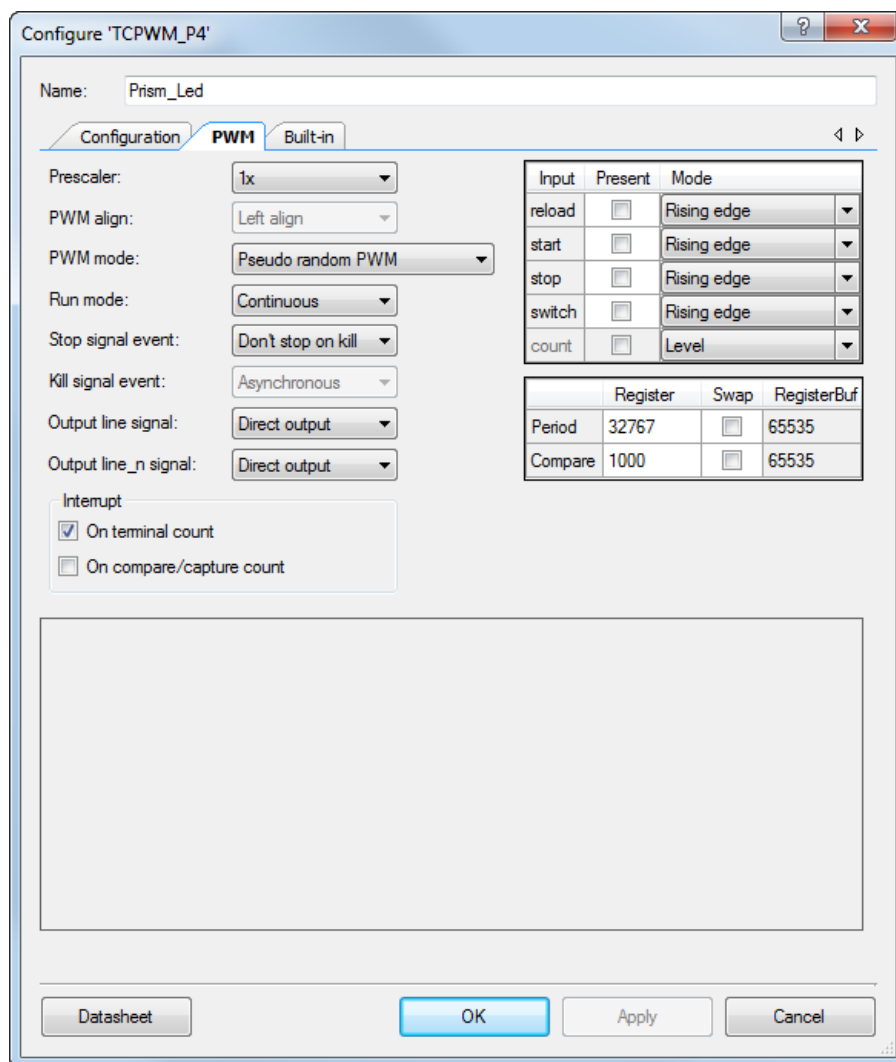 Configure 'TCPWM_P4'
Name: Prism_Led
Configuration PWM Built-in
Prescaler: 1x
PWM align: Left align
PWM mode: Pseudo random PWM
Run mode: Continuous
Stop signal event: Don't stop on kill
Kill signal event: Asynchronous
Output line signal: Direct output
Output line_n signal: Direct output
Interrupt
On terminal count
On compare/capture count
Input Present Mode
reload Rising edge
start Rising edge
stop Rising edge
switch Rising edge
count Level
Register Swap RegisterBuf
Period 32767 65535
Compare 1000 65535
Datasheet OK Apply Cancel